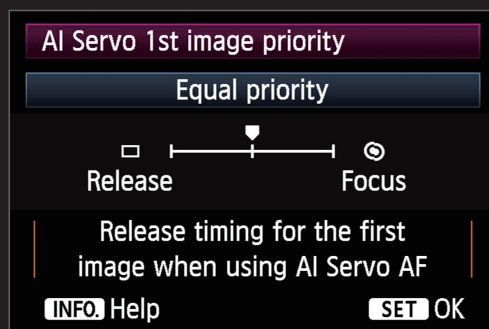 AI Servo 1st image priority
Equal priority
Release Focus
Release timing for the first
image when using AI Servo AF
INFO. Help SET OK